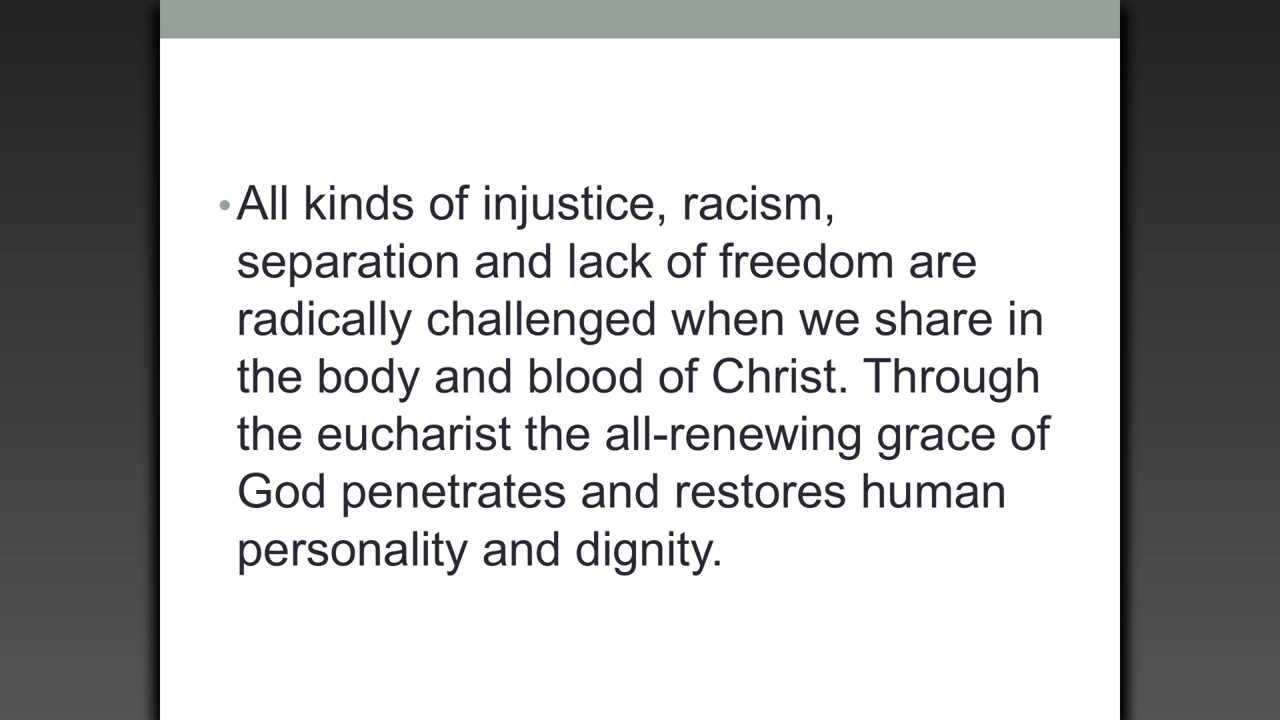 •All kinds of injustice, racism,
separation and lack of freedom are
radically challenged when we share in
the body and blood of Christ. Through
the eucharist the all-renewing grace of
God penetrates and restores human
personality and dignity.